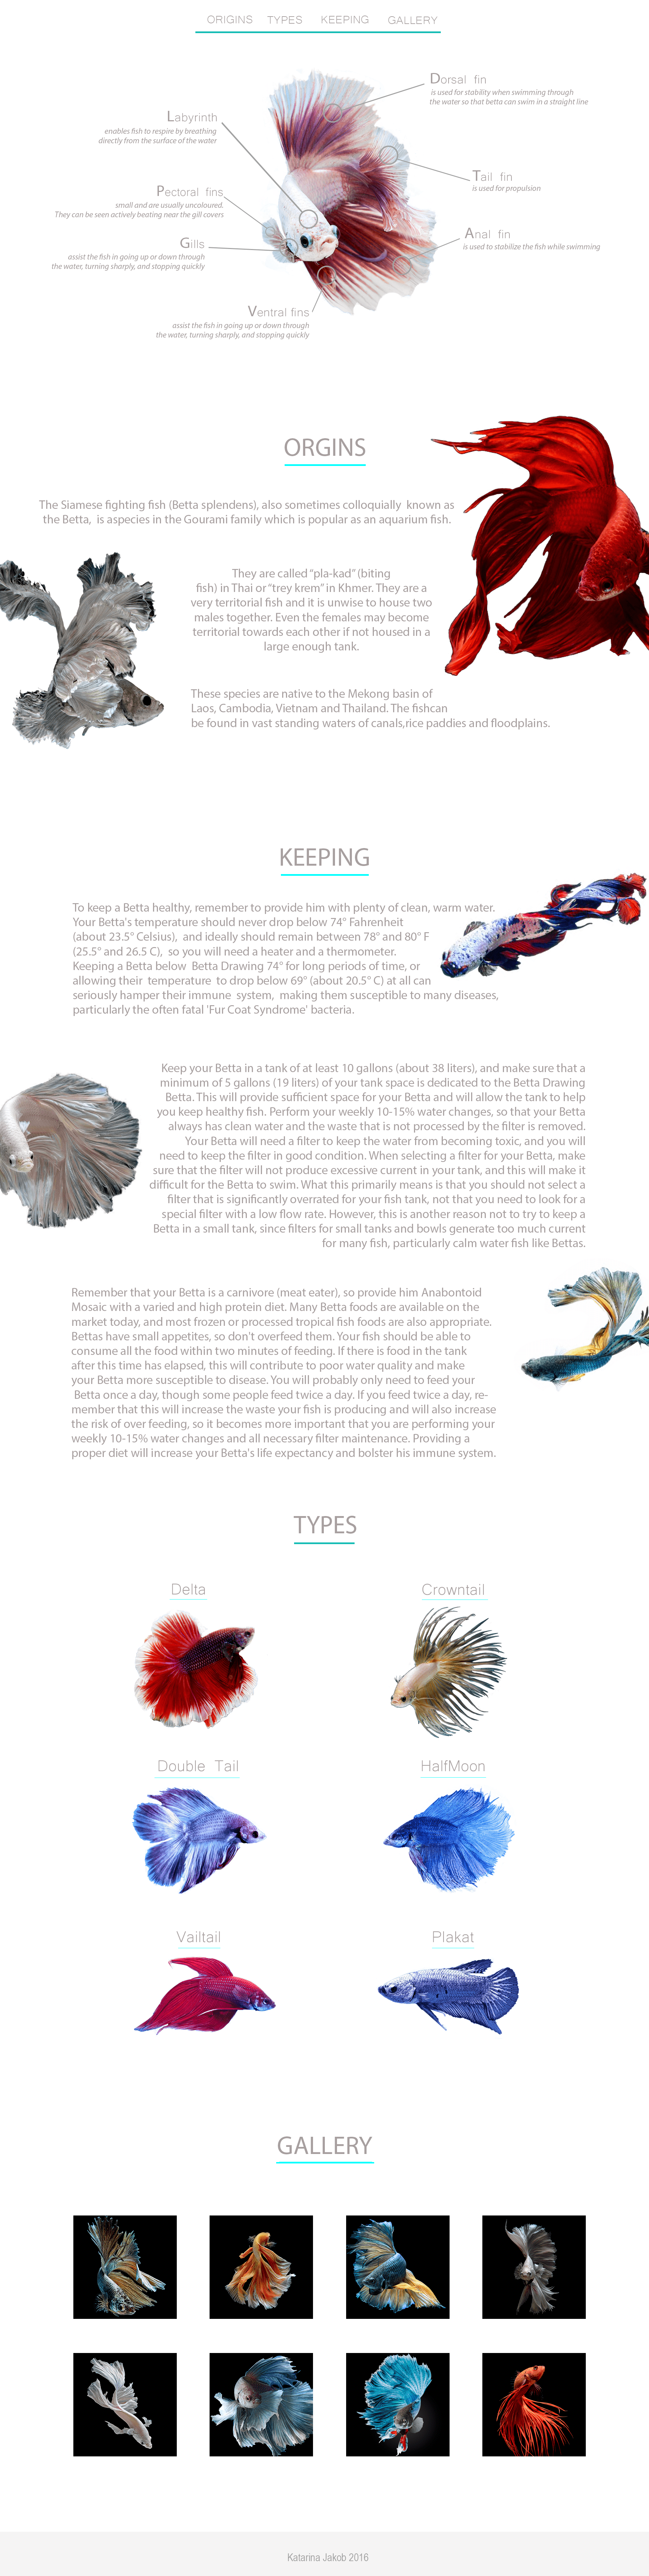 ORIGINS TYPES KEEPING GALLERY
Dorsal fin
is used for stability when swimming through
the water so that betta can swim in a straight line
Labyrinth
enables fish to respire by breathing
directly from the surface of the water
Tail fin
is used for propulsion
Pectoral fins
small and are usually uncoloured.
They can be seen actively beating near the gill covers
Anal fin
is used to stabilize the fish while swimming
Gills
assist the fish in going up or down through
the water, turning sharply, and stopping quickly
Ventral fins
assist the fish in going up or down through
the water, turning sharply, and stopping quickly
ORGINS
The Siamese fighting fish (Betta splendens), also sometimes colloquially known as
the Betta, is aspecies in the Gourami family which is popular as an aquarium fish.
They are called “pla-kad” (biting
fish) in Thai or “trey krem” in Khmer. They are a
very territorial fish and it is unwise to house two
males together. Even the females may become
territorial towards each other if not housed in a
large enough tank.
These species are native to the Mekong basin of
Laos, Cambodia, Vietnam and Thailand. The fishcan
be found in vast standing waters of canals,rice paddies and floodplains.
KEEPING
To keep a Betta healthy, remember to provide him with plenty of clean, warm water.
Your Betta's temperature should never drop below 74° Fahrenheit
(about 23.5° Celsius), and ideally should remain between 78° and 80° F
(25.5° and 26.5 C), so you will need a heater and a thermometer.
Keeping a Betta below Betta Drawing 74° for long periods of time, or
allowing their temperature to drop below 69° (about 20.5° C) at all can
seriously hamper their immune system, making them susceptible to many diseases,
particularly the often fatal 'Fur Coat Syndrome' bacteria.
Keep your Betta in a tank of at least 10 gallons (about 38 liters), and make sure that a
minimum of 5 gallons (19 liters) of your tank space is dedicated to the Betta Drawing
Betta. This will provide sufficient space for your Betta and will allow the tank to help
you keep healthy fish. Perform your weekly 10-15% water changes, so that your Betta
always has clean water and the waste that is not processed by the filter is removed.
Your Betta will need a filter to keep the water from becoming toxic, and you will
need to keep the filter in good condition. When selecting a filter for your Betta, make
sure that the filter will not produce excessive current in your tank, and this will make it
difficult for the Betta to swim. What this primarily means is that you should not select a
filter that is significantly overrated for your fish tank, not that you need to look for a
special filter with a low flow rate. However, this is another reason not to try to keep a
Betta in a small tank, since filters for small tanks and bowls generate too much current
for many fish, particularly calm water fish like Bettas.
Remember that your Betta is a carnivore (meat eater), so provide him Anabontoid
Mosaic with a varied and high protein diet. Many Betta foods are available on the
market today, and most frozen or processed tropical fish foods are also appropriate.
Bettas have small appetites, so don't overfeed them. Your fish should be able to
consume all the food within two minutes of feeding. If there is food in the tank
after this time has elapsed, this will contribute to poor water quality and make
your Betta more susceptible to disease. You will probably only need to feed your
Betta once a day, though some people feed twice a day. If you feed twice a day, re-
member that this will increase the waste your fish is producing and will also increase
the risk of over feeding, so it becomes more important that you are performing your
weekly 10-15% water changes and all necessary filter maintenance. Providing a
proper diet will increase your Betta's life expectancy and bolster his immune system.
TYPES
Delta
Crowntail
Double Tail
HalfMoon
Vailtail
Plakat
GALLERY
Katarina Jakob 2016